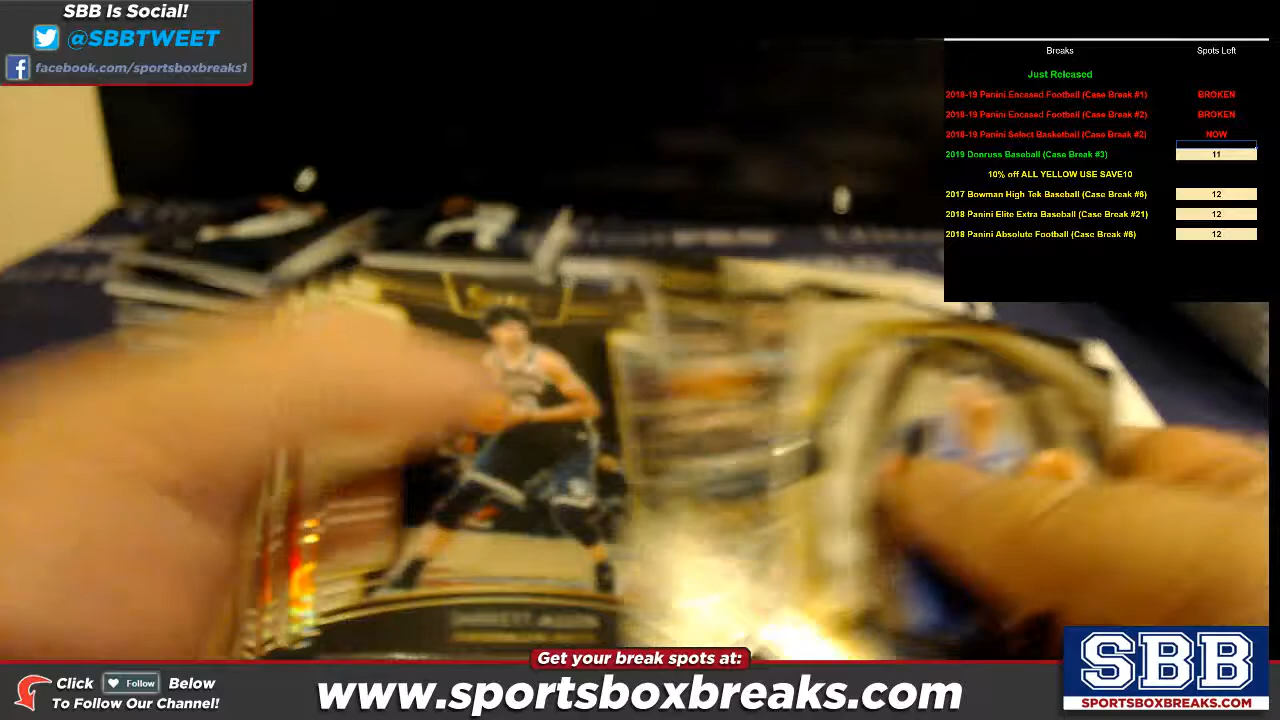 SBB Is Social!
@SBBTWEET
facebook.com/sportsboxbreaks1
Breaks Spots Left
Just Released
2018-19 Panini Encased Football (Case Break #1) BROKEN
2018-19 Panini Encased Football (Case Break #2) BROKEN
2018-19 Panini Select Basketball (Case Break #2) NOW
2019 Donruss Baseball (Case Break #3) 11
10% off ALL YELLOW USE SAVE10
2017 Bowman High Tek Baseball (Case Break #6) 12
2018 Panini Elite Extra Baseball (Case Break #21) 12
2018 Panini Absolute Football (Case Break #6) 12
Get your break spots at:
Click Follow Below
To Follow Our Channel!
www.sportsboxbreaks.com
SBB
SPORTSBOXBREAKS.COM